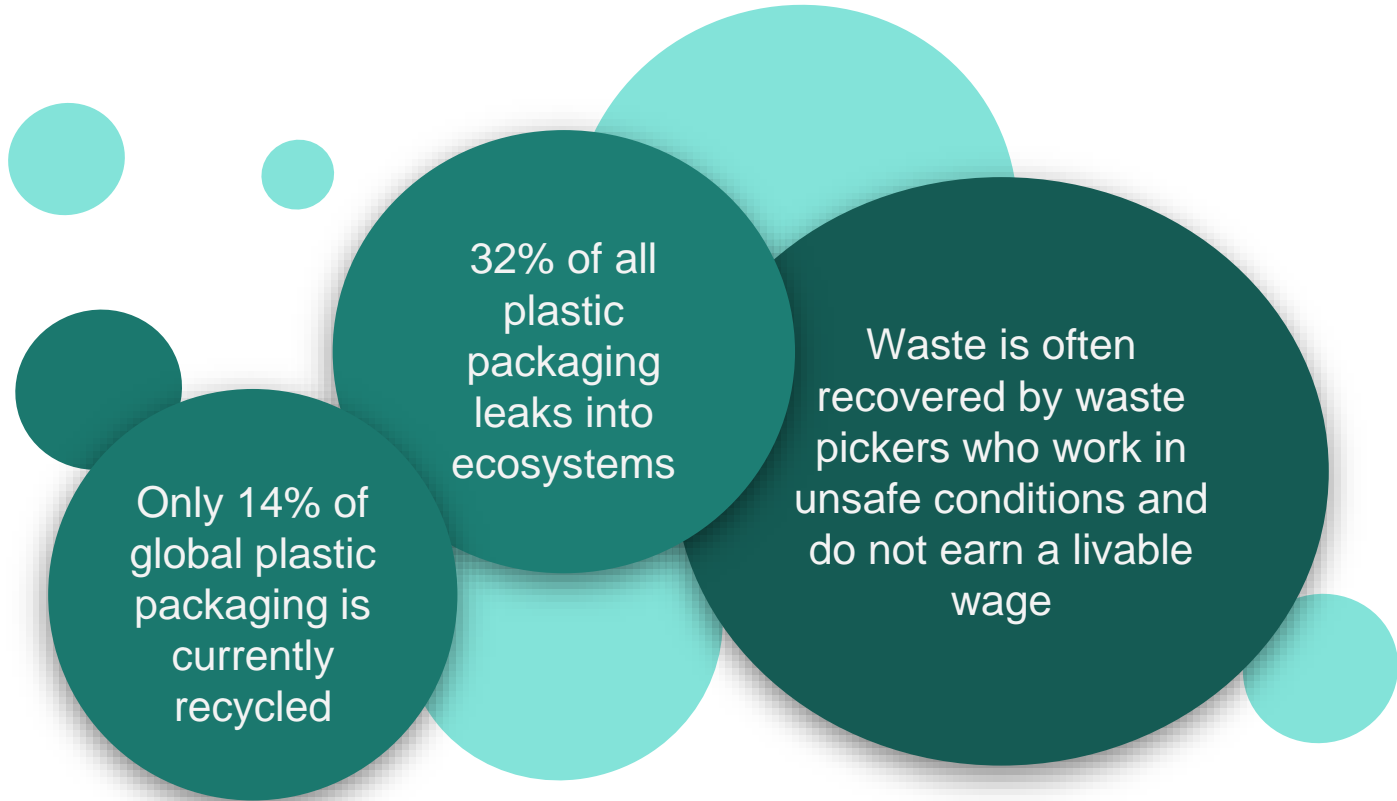 Only 14% of
global plastic
packaging is
currently
recycled
32% of all
plastic
packaging
leaks into
ecosystems
Waste is often
recovered by waste
pickers who work in
unsafe conditions and
do not earn a livable
wage